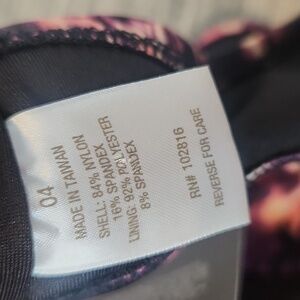 04
MADE IN TAIWAN
SHELL: 84% NYLON
16% SPANDEX
LINING: 92% POLYESTER
8% SPANDEX
RN# 102816
REVERSE FOR CARE